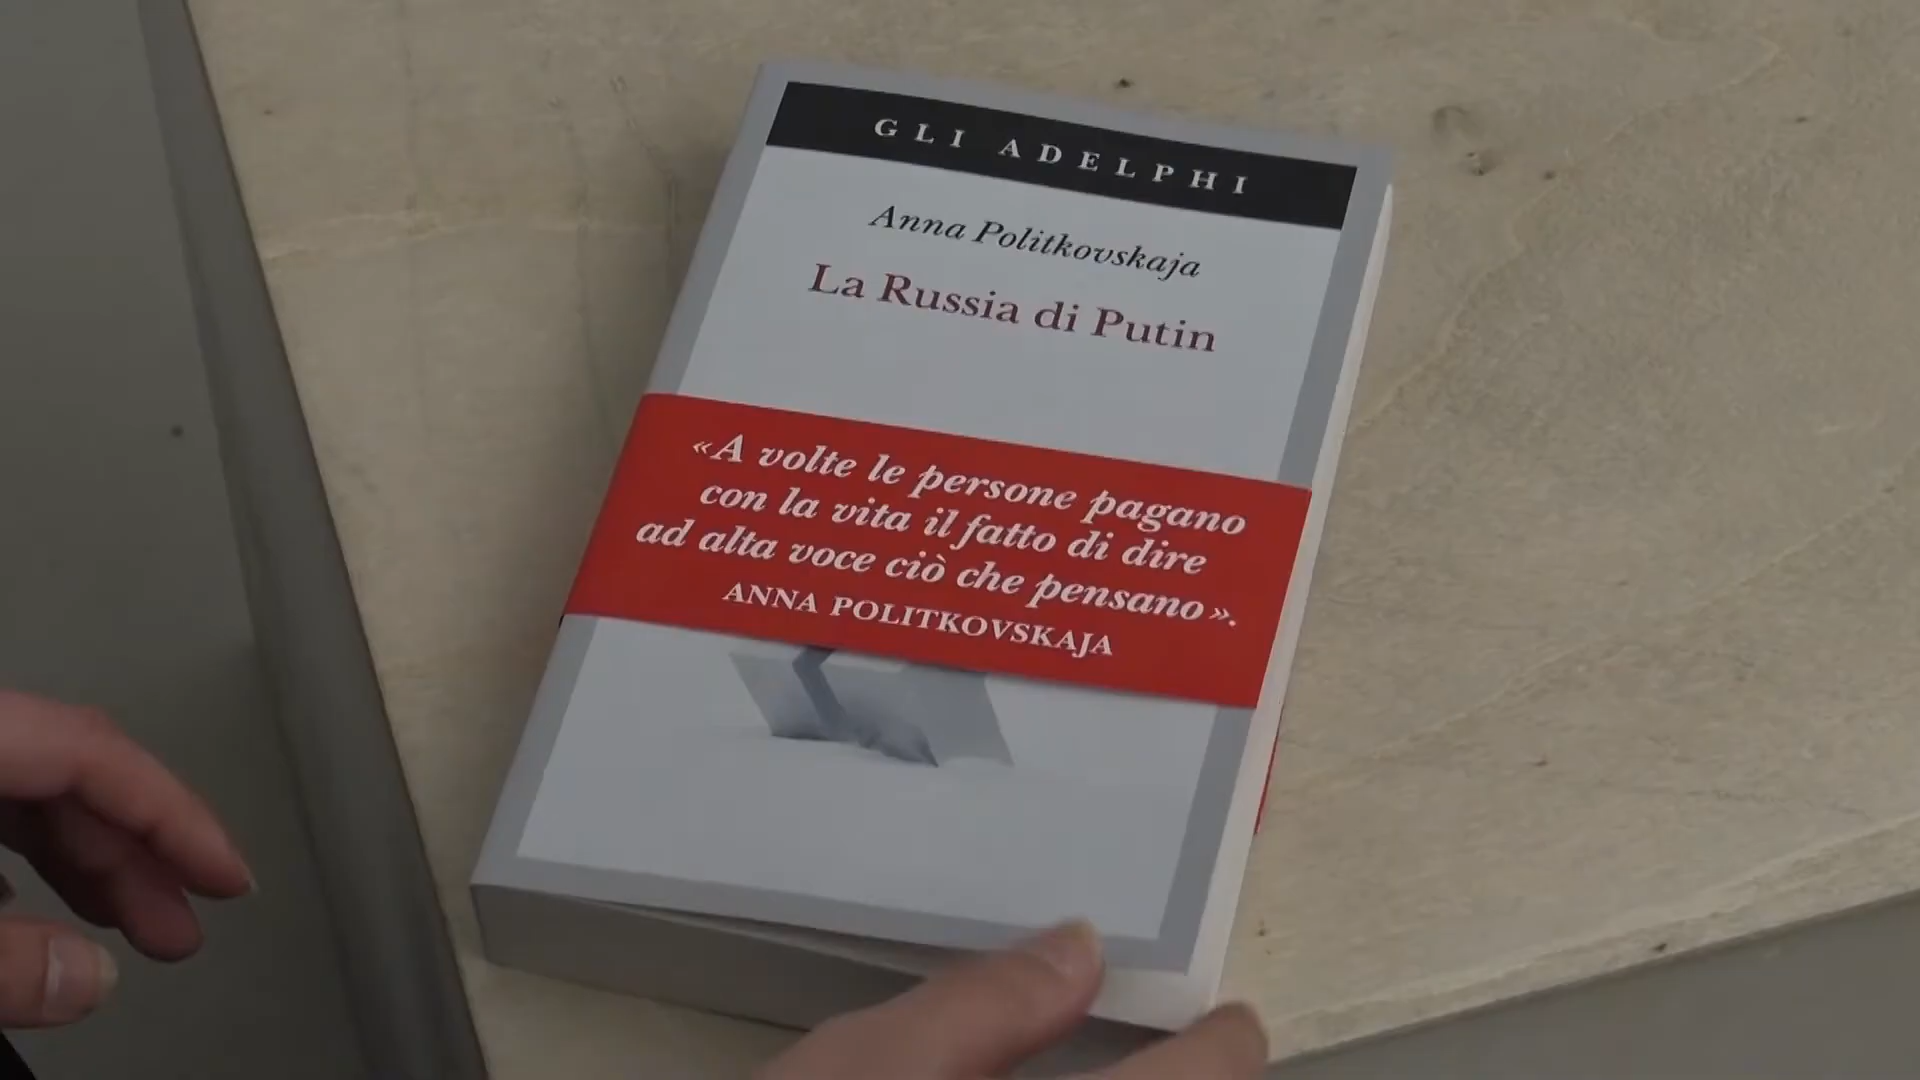 GLI ADELPHI
Anna Politkovskaja
La Russia di Putin
«A volte le persone pagano
con la vita il fatto di dire
ad alta voce ciò che pensano».
ANNA POLITKOVSKAJA